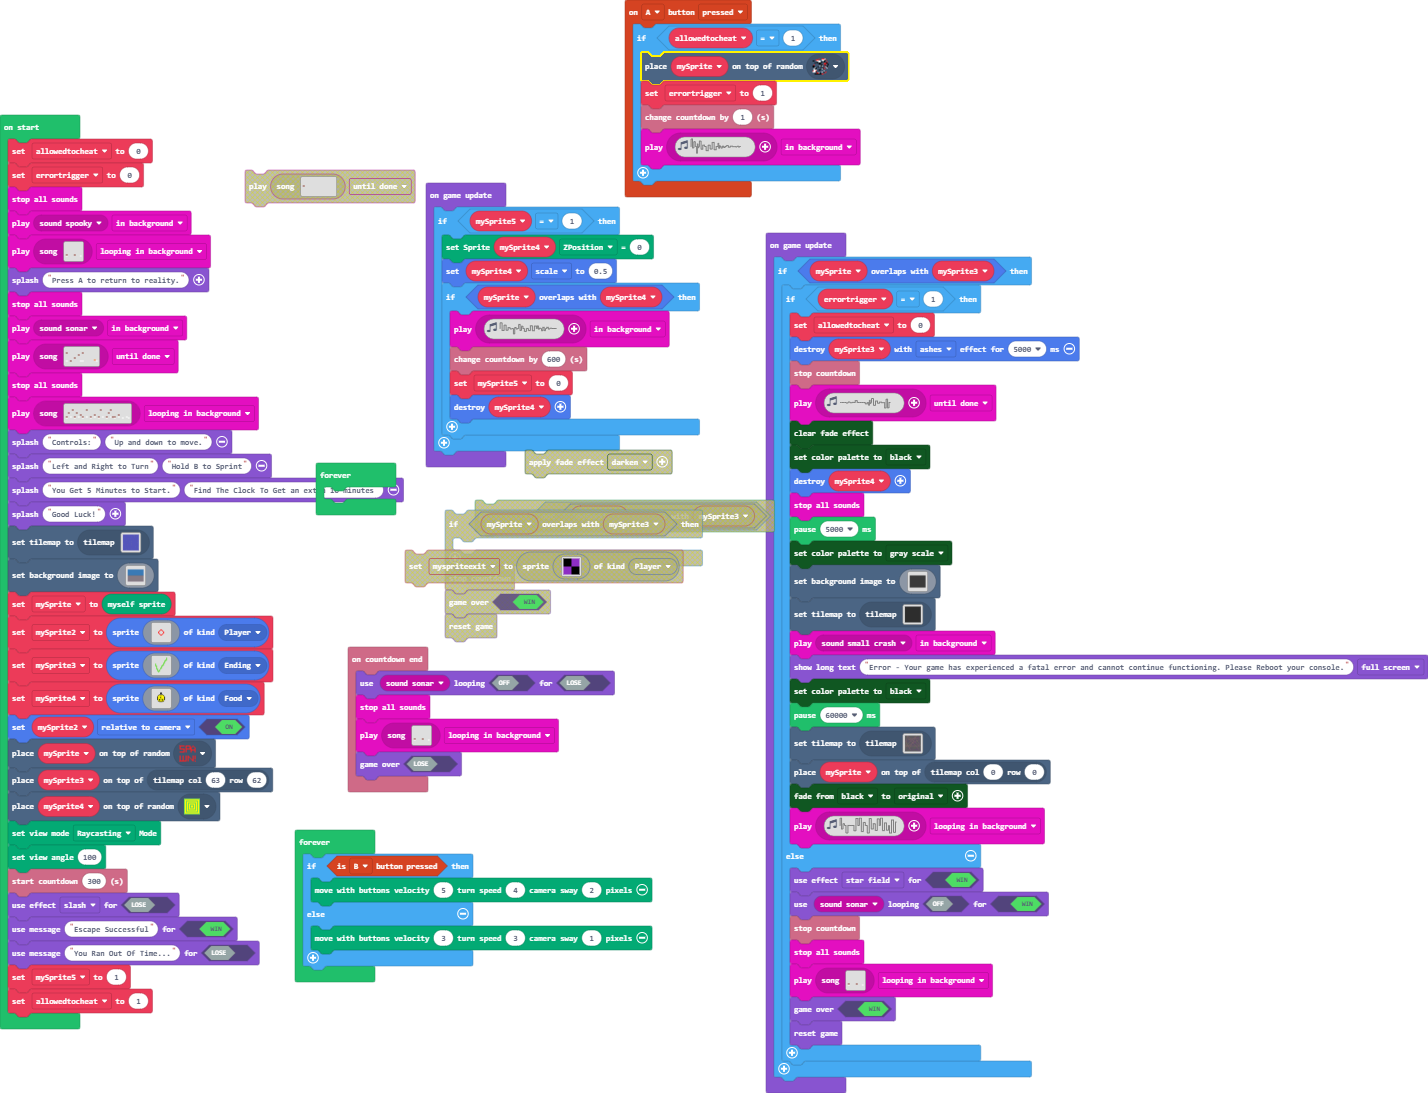 on A button pressed
if allowedtocheat = 1 then
place mySprite on top of random
set errortrigger to 1
change countdown by 1 (s)
play in background
on start
set allowedtocheat to 0
set errortrigger to 0
stop all sounds
play sound spooky in background
play song looping in background
splash "Press A to return to reality."
stop all sounds
play sound sonar in background
play song until done
stop all sounds
play song looping in background
splash "Controls:" "Up and down to move."
splash "Left and Right to Turn" "Hold B to Sprint"
splash "You Get 5 Minutes to Start." "Find The Clock To Get an ext minutes
splash "Good Luck!"
set tilemap to tilemap
set background image to
set mySprite to myself sprite
set mySprite2 to sprite of kind Player
set mySprite3 to sprite of kind Ending
set mySprite4 to sprite of kind Food
set mySprite2 relative to camera ON
place mySprite on top of random
place mySprite3 on top of tilemap col 63 row 62
place mySprite4 on top of random
set view mode Raycasting Mode
set view angle 100
start countdown 300 (s)
use effect slash for LOSE
use message "Escape Successful" for WIN
use message "You Ran Out Of Time..." for LOSE
set mySprite5 to 1
set allowedtocheat to 1
play song until done
on game update
if mySprite5 = 1 then
set Sprite mySprite4 ZPosition = 0
set mySprite4 scale to 0.5
if mySprite overlaps with mySprite4 then
play in background
change countdown by 600 (s)
set mySprite5 to 0
destroy mySprite4
apply fade effect darken
forever
if mySprite overlaps with mySprite3 then
set myspriteexit to sprite of kind Player
game over WIN
reset game
on countdown end
use sound sonar looping OFF for LOSE
stop all sounds
play song looping in background
game over LOSE
forever
if is B button pressed then
move with buttons velocity 5 turn speed 4 camera sway 2 pixels
else
move with buttons velocity 3 turn speed 3 camera sway 1 pixels
on game update
if mySprite overlaps with mySprite3 then
if errortrigger = 1 then
set allowedtocheat to 0
destroy mySprite3 with ashes effect for 5000 ms
stop countdown
play until done
clear fade effect
set color palette to black
destroy mySprite4
stop all sounds
pause 5000 ms
set color palette to gray scale
set background image to
set tilemap to tilemap
play sound small crash in background
show long text "Error - Your game has experienced a fatal error and cannot continue functioning. Please Reboot your console." full screen
set color palette to black
pause 60000 ms
set tilemap to tilemap
place mySprite on top of tilemap col 0 row 0
fade from black to original
play looping in background
else
use effect star field for WIN
use sound sonar looping OFF for WIN
stop countdown
stop all sounds
play song looping in background
game over WIN
reset game